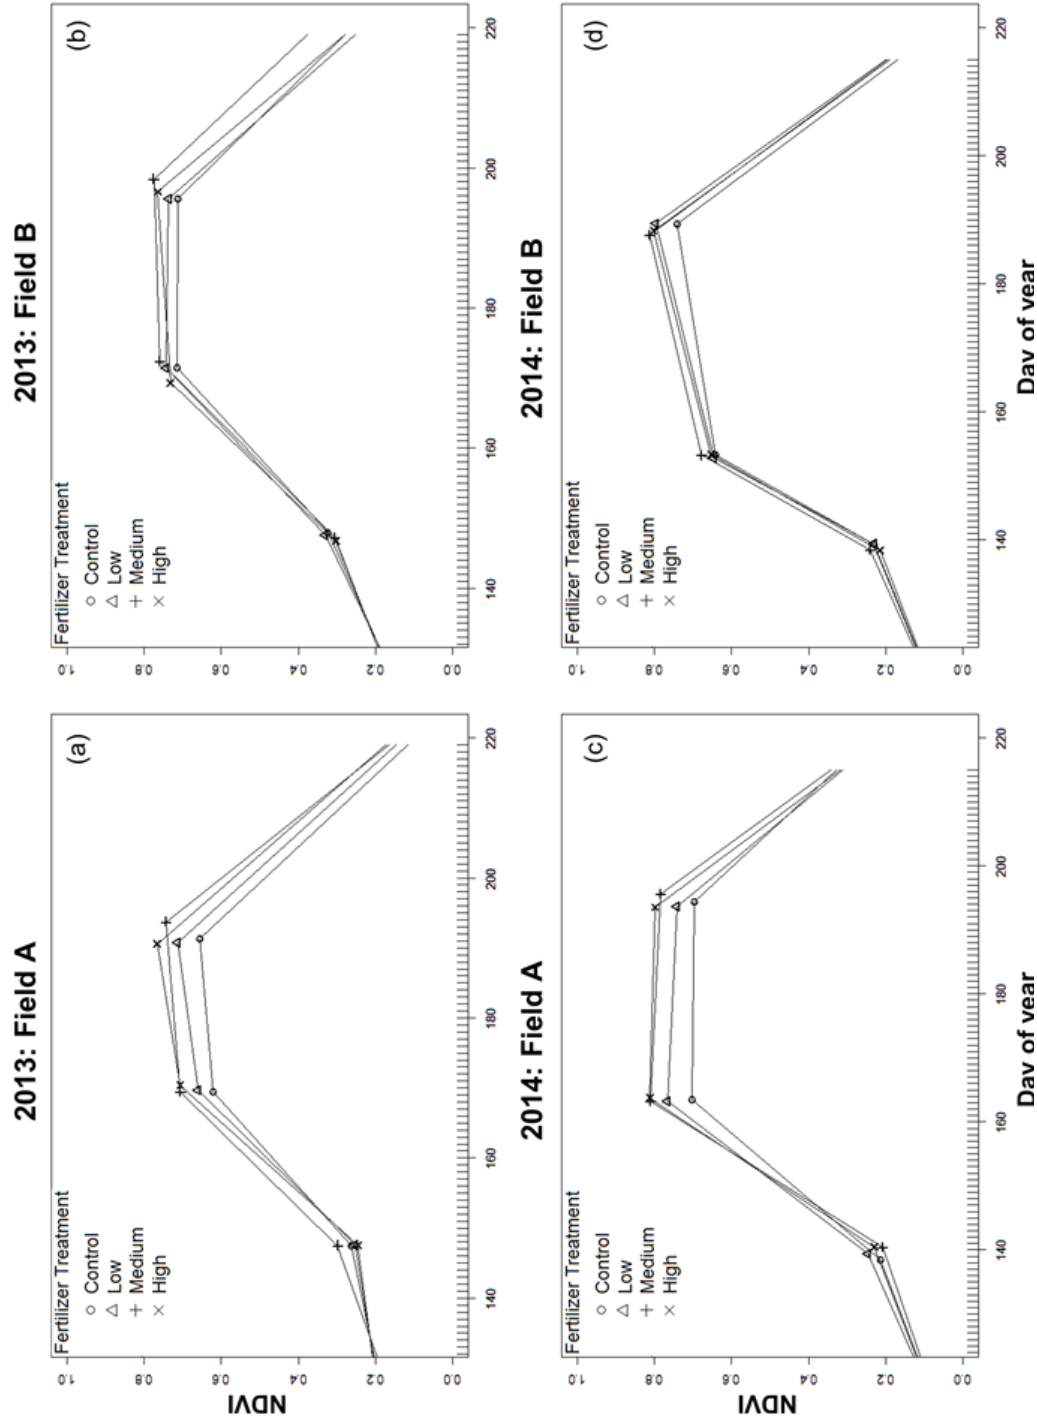 2013: Field A
(a)
Fertilizer Treatment
Control
Low
Medium
High
NDVI
1.0
0.8
0.6
0.4
0.2
0.0
140
160
180
200
220
2013: Field B
(b)
Fertilizer Treatment
Control
Low
Medium
High
1.0
0.8
0.6
0.4
0.2
0.0
140
160
180
200
220
2014: Field A
(c)
Fertilizer Treatment
Control
Low
Medium
High
NDVI
1.0
0.8
0.6
0.4
0.2
0.0
140
160
180
200
220
Day of year
2014: Field B
(d)
Fertilizer Treatment
Control
Low
Medium
High
1.0
0.8
0.6
0.4
0.2
0.0
140
160
180
200
220
Day of year